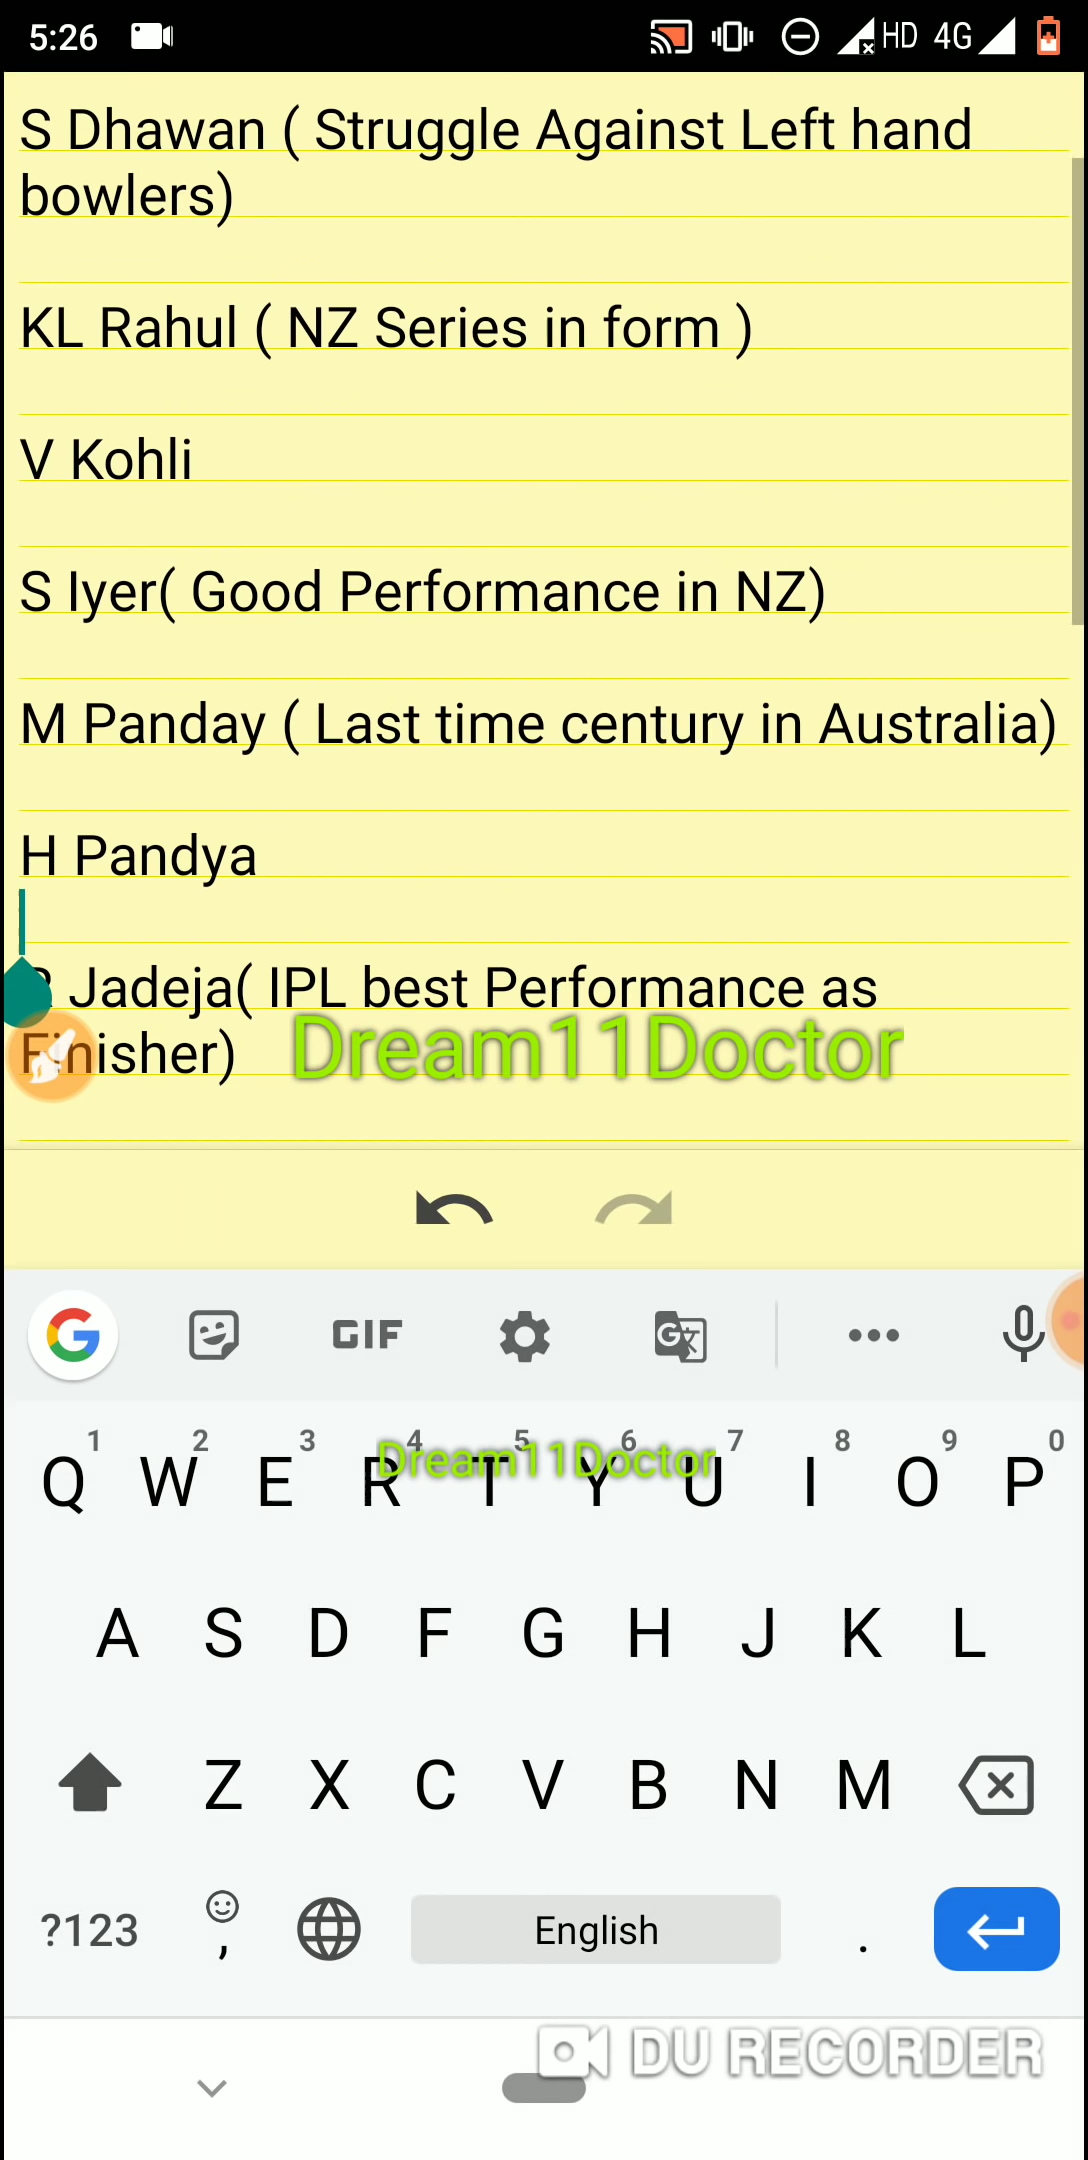 5:26 HD 4G
S Dhawan ( Struggle Against Left hand
bowlers)
KL Rahul ( NZ Series in form )
V Kohli
S Iyer( Good Performance in NZ)
M Panday ( Last time century in Australia)
H Pandya
Jadeja( IPL best Performance as
Finisher) Dream11Doctor
G GIF G
1 2 3 4 5 6 7 8 9 0
Dream11Doctor
Q W E R T Y U I O P
A S D F G H J K L
Z X C V B N M
?123 , English .
DU RECORDER